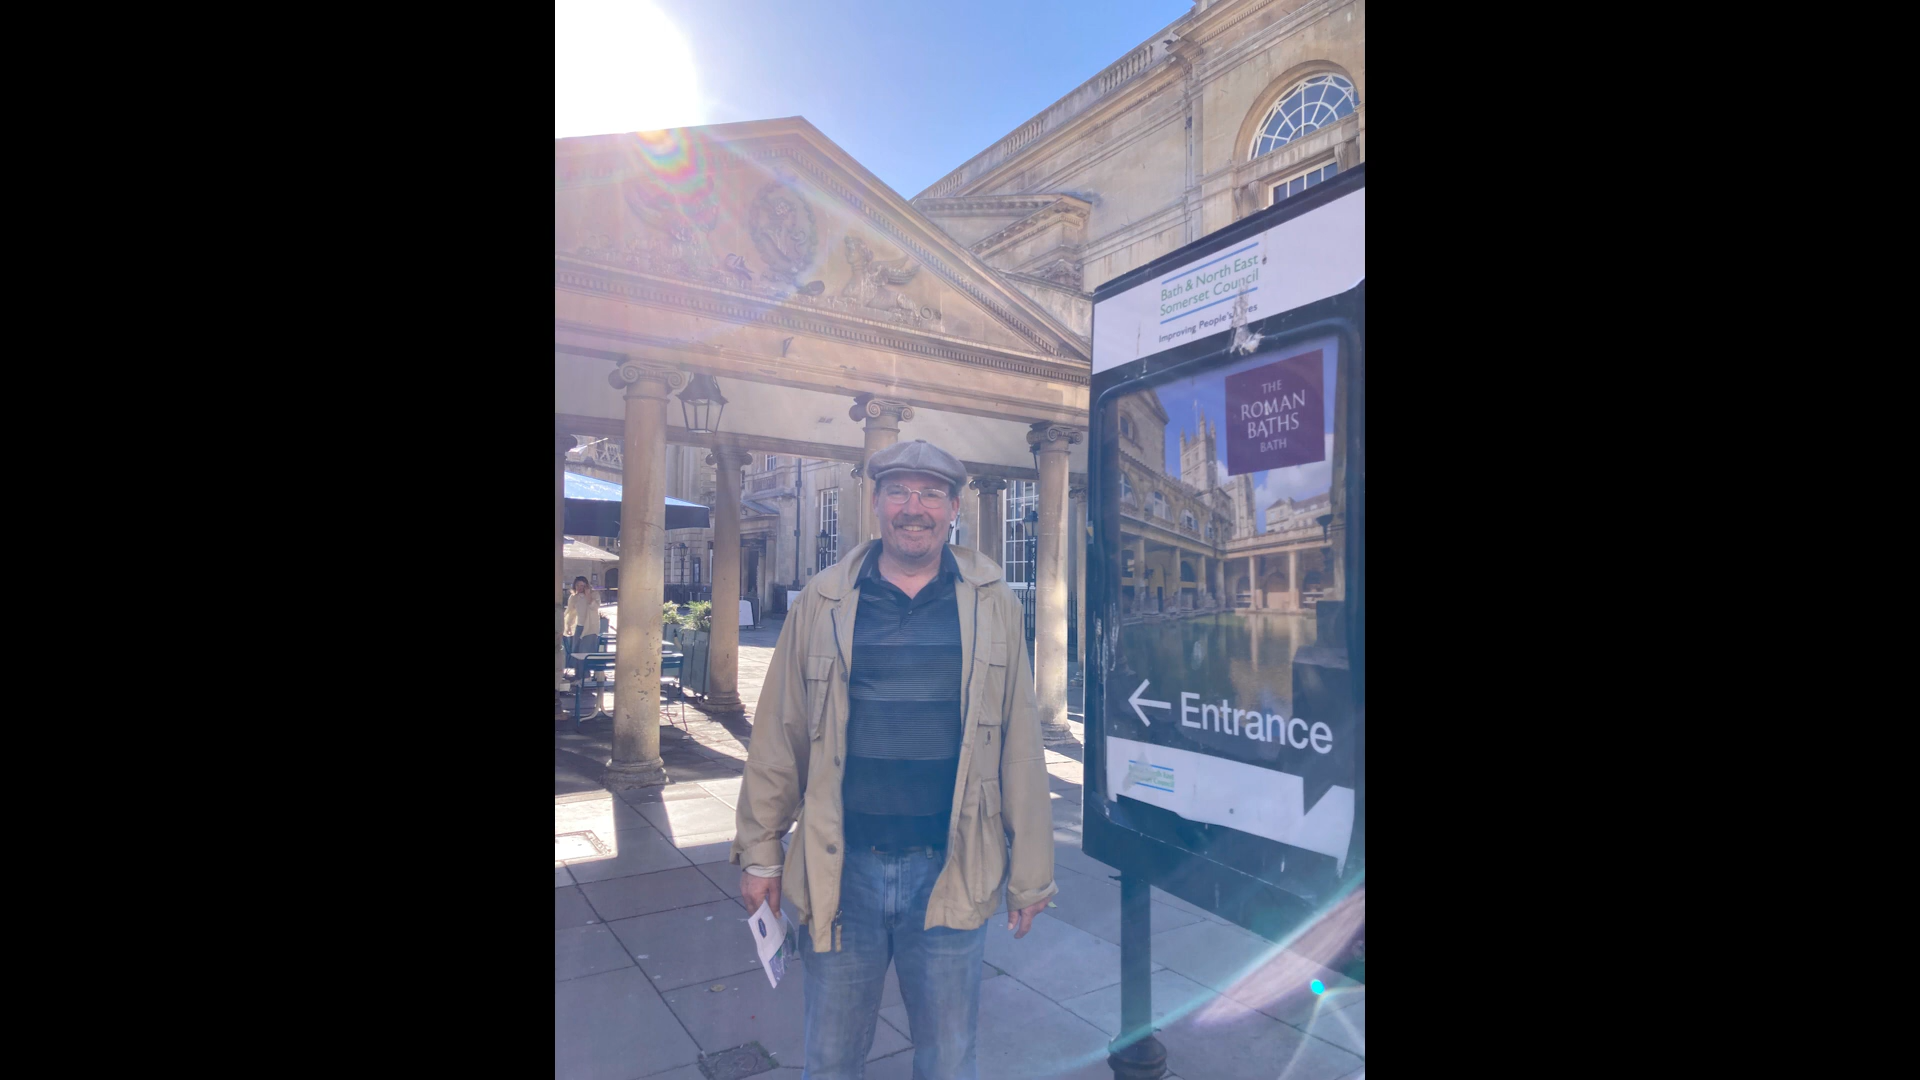 Bath & North East
Somerset Council
Improving People's Lives
THE
ROMAN
BATHS
BATH
← Entrance